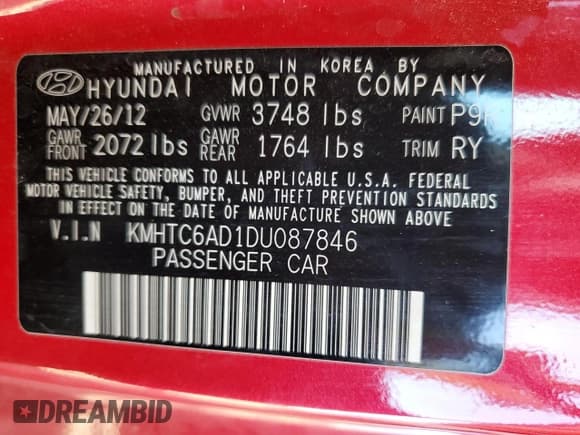 MANUFACTURED IN KOREA BY
HYUNDAI MOTOR COMPANY
MAY/26/12 GVWR 3748 lbs PAINT
GAWR FRONT 2072 lbs GAWR REAR 1764 lbs TRIM RY
THIS VEHICLE CONFORMS TO ALL APPLICABLE U.S.A. FEDERAL
MOTOR VEHICLE SAFETY, BUMPER, AND THEFT PREVENTION STANDARDS
IN EFFECT ON THE DATE OF MANUFACTURE SHOWN ABOVE
V.I.N KMHTC6AD1DU087846
PASSENGER CAR
DREAMBID